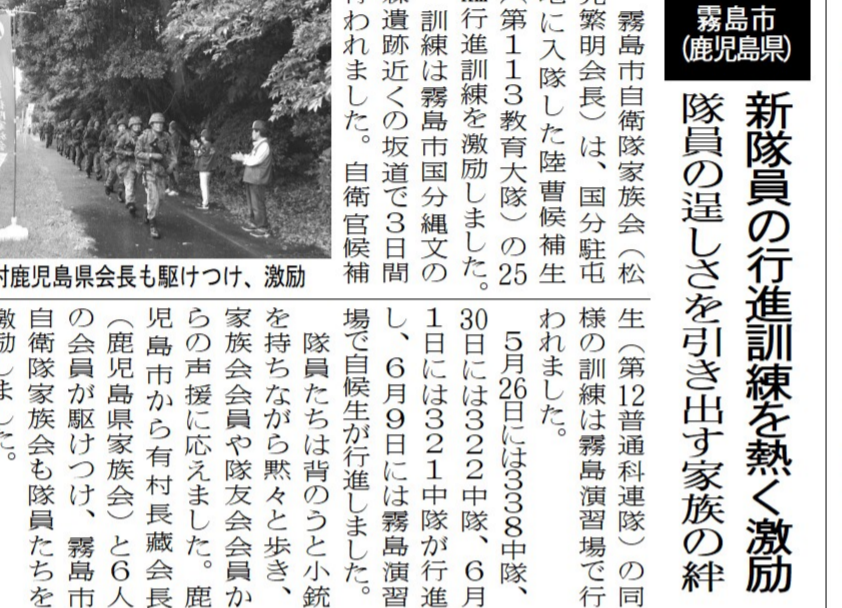 霧島市
(鹿児島県)
新隊員の行進訓練を熱く激励
隊員の逞しさを引き出す家族の絆
霧島市自衛隊家族会（松
繁明会長）は、国分駐屯
地に入隊した陸曹候補生
（第１１３教育大隊）の25
㎞行進訓練を激励しました。
訓練は霧島市国分縄文の
森遺跡近くの坂道で３日間
行われました。自衛官候補
生（第12普通科連隊）の同
様の訓練は霧島演習場で行
われました。
５月26日には３３８中隊、
30日には３２２中隊、６月
１日には３２１中隊が行進
し、６月９日には霧島演習
場で自候生が行進しました。
隊員たちは背のうと小銃
を持ちながら黙々と歩き、
家族会会員や隊友会会員か
らの声援に応えました。鹿
児島市から有村長藏会長
（鹿児島県家族会）と６人
の会員が駆けつけ、霧島市
自衛隊家族会も隊員たちを
激励しました。
村鹿児島県会長も駆けつけ、激励